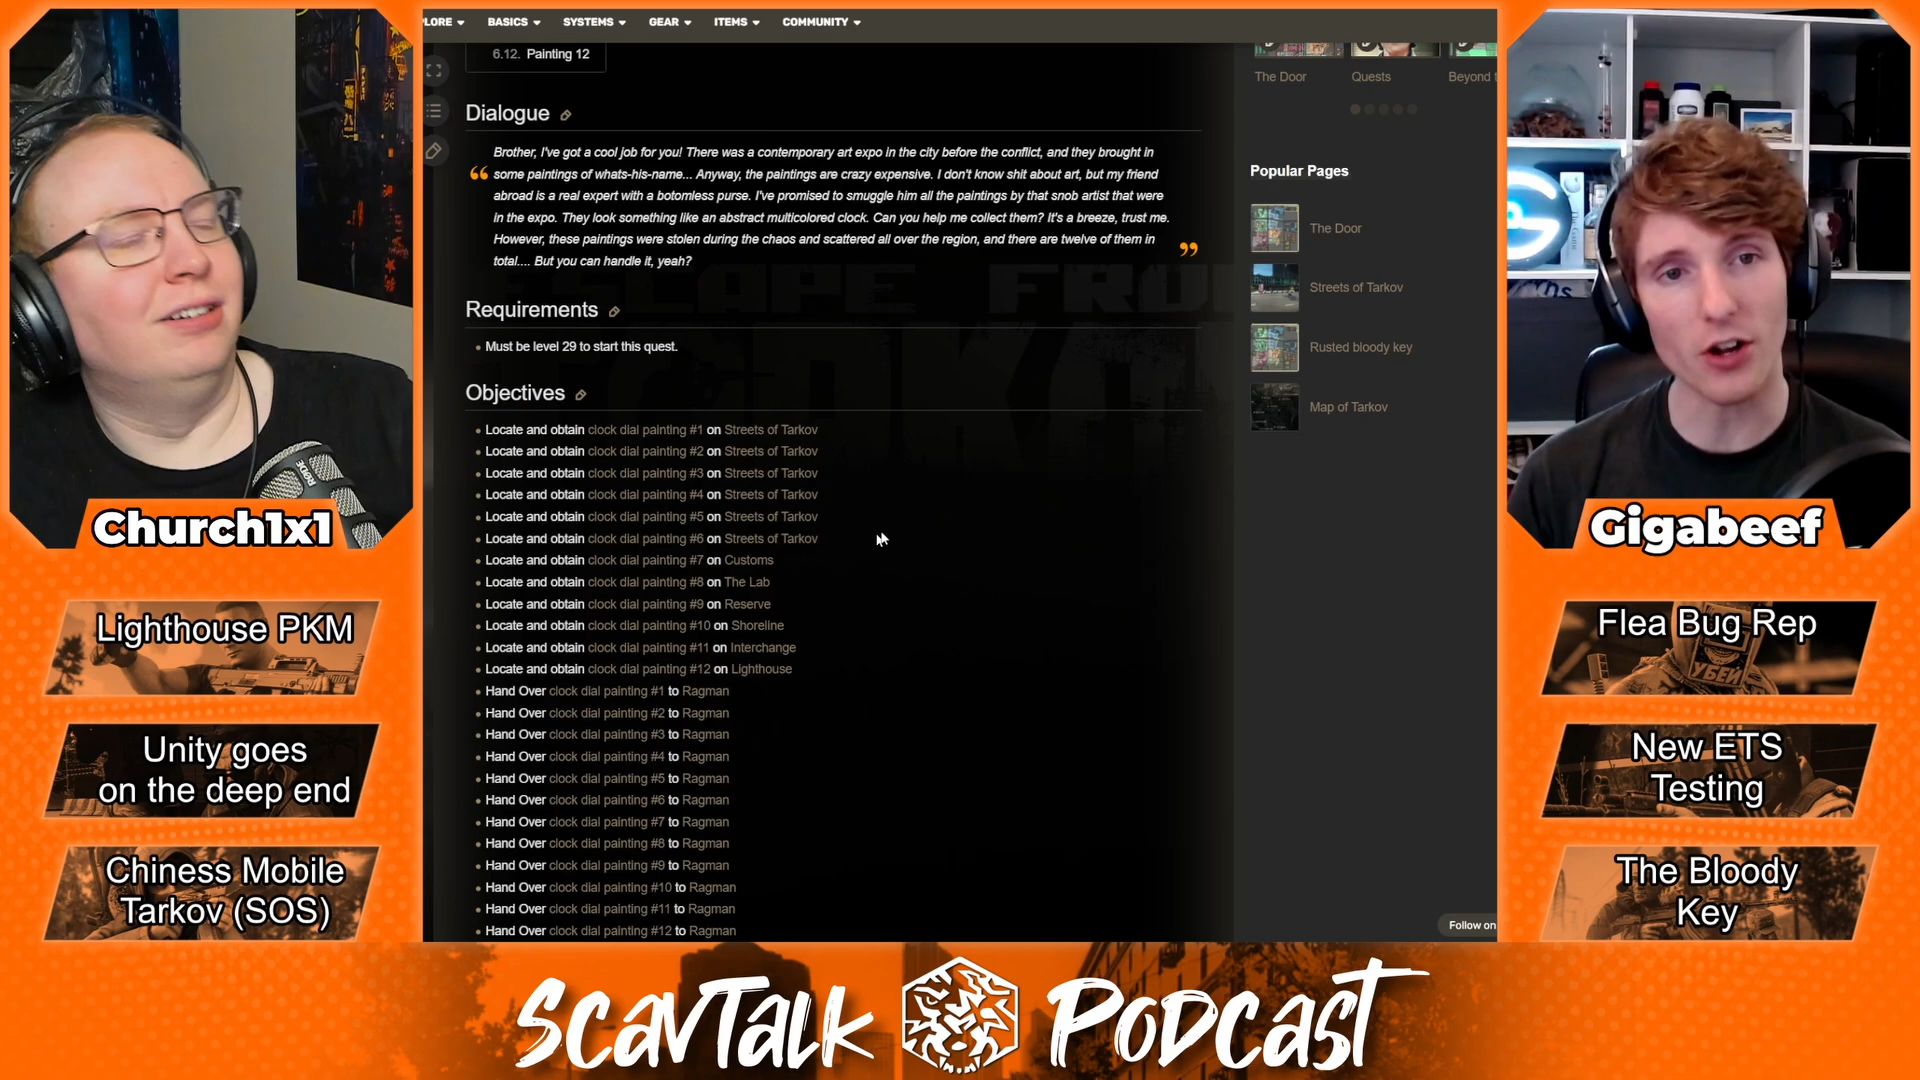 PLORE
BASICS
SYSTEMS
GEAR
ITEMS
COMMUNITY
6.12. Painting 12
The Door
Quests
Beyond t
Dialogue
“ Brother, I've got a cool job for you! There was a contemporary art expo in the city before the conflict, and they brought in
some paintings of whats-his-name... Anyway, the paintings are crazy expensive. I don't know shit about art, but my friend
abroad is a real expert with a botomless purse. I've promised to smuggle him all the paintings by that snob artist that were
in the expo. They look something like an abstract multicolored clock. Can you help me collect them? It's a breeze, trust me.
However, these paintings were stolen during the chaos and scattered all over the region, and there are twelve of them in
total.... But you can handle it, yeah? ”
Requirements
• Must be level 29 to start this quest.
Objectives
• Locate and obtain clock dial painting #1 on Streets of Tarkov
• Locate and obtain clock dial painting #2 on Streets of Tarkov
• Locate and obtain clock dial painting #3 on Streets of Tarkov
• Locate and obtain clock dial painting #4 on Streets of Tarkov
• Locate and obtain clock dial painting #5 on Streets of Tarkov
• Locate and obtain clock dial painting #6 on Streets of Tarkov
• Locate and obtain clock dial painting #7 on Customs
• Locate and obtain clock dial painting #8 on The Lab
• Locate and obtain clock dial painting #9 on Reserve
• Locate and obtain clock dial painting #10 on Shoreline
• Locate and obtain clock dial painting #11 on Interchange
• Locate and obtain clock dial painting #12 on Lighthouse
• Hand Over clock dial painting #1 to Ragman
• Hand Over clock dial painting #2 to Ragman
• Hand Over clock dial painting #3 to Ragman
• Hand Over clock dial painting #4 to Ragman
• Hand Over clock dial painting #5 to Ragman
• Hand Over clock dial painting #6 to Ragman
• Hand Over clock dial painting #7 to Ragman
• Hand Over clock dial painting #8 to Ragman
• Hand Over clock dial painting #9 to Ragman
• Hand Over clock dial painting #10 to Ragman
• Hand Over clock dial painting #11 to Ragman
• Hand Over clock dial painting #12 to Ragman
Popular Pages
The Door
Streets of Tarkov
Rusted bloody key
Map of Tarkov
Follow on
ESCAPE FROM
RØDE
Church1x1
Lighthouse PKM
Unity goes
on the deep end
Chiness Mobile
Tarkov (SOS)
Gigabeef
Flea Bug Rep
УБЕЙ
New ETS
Testing
The Bloody
Key
ScavTalk Podcast